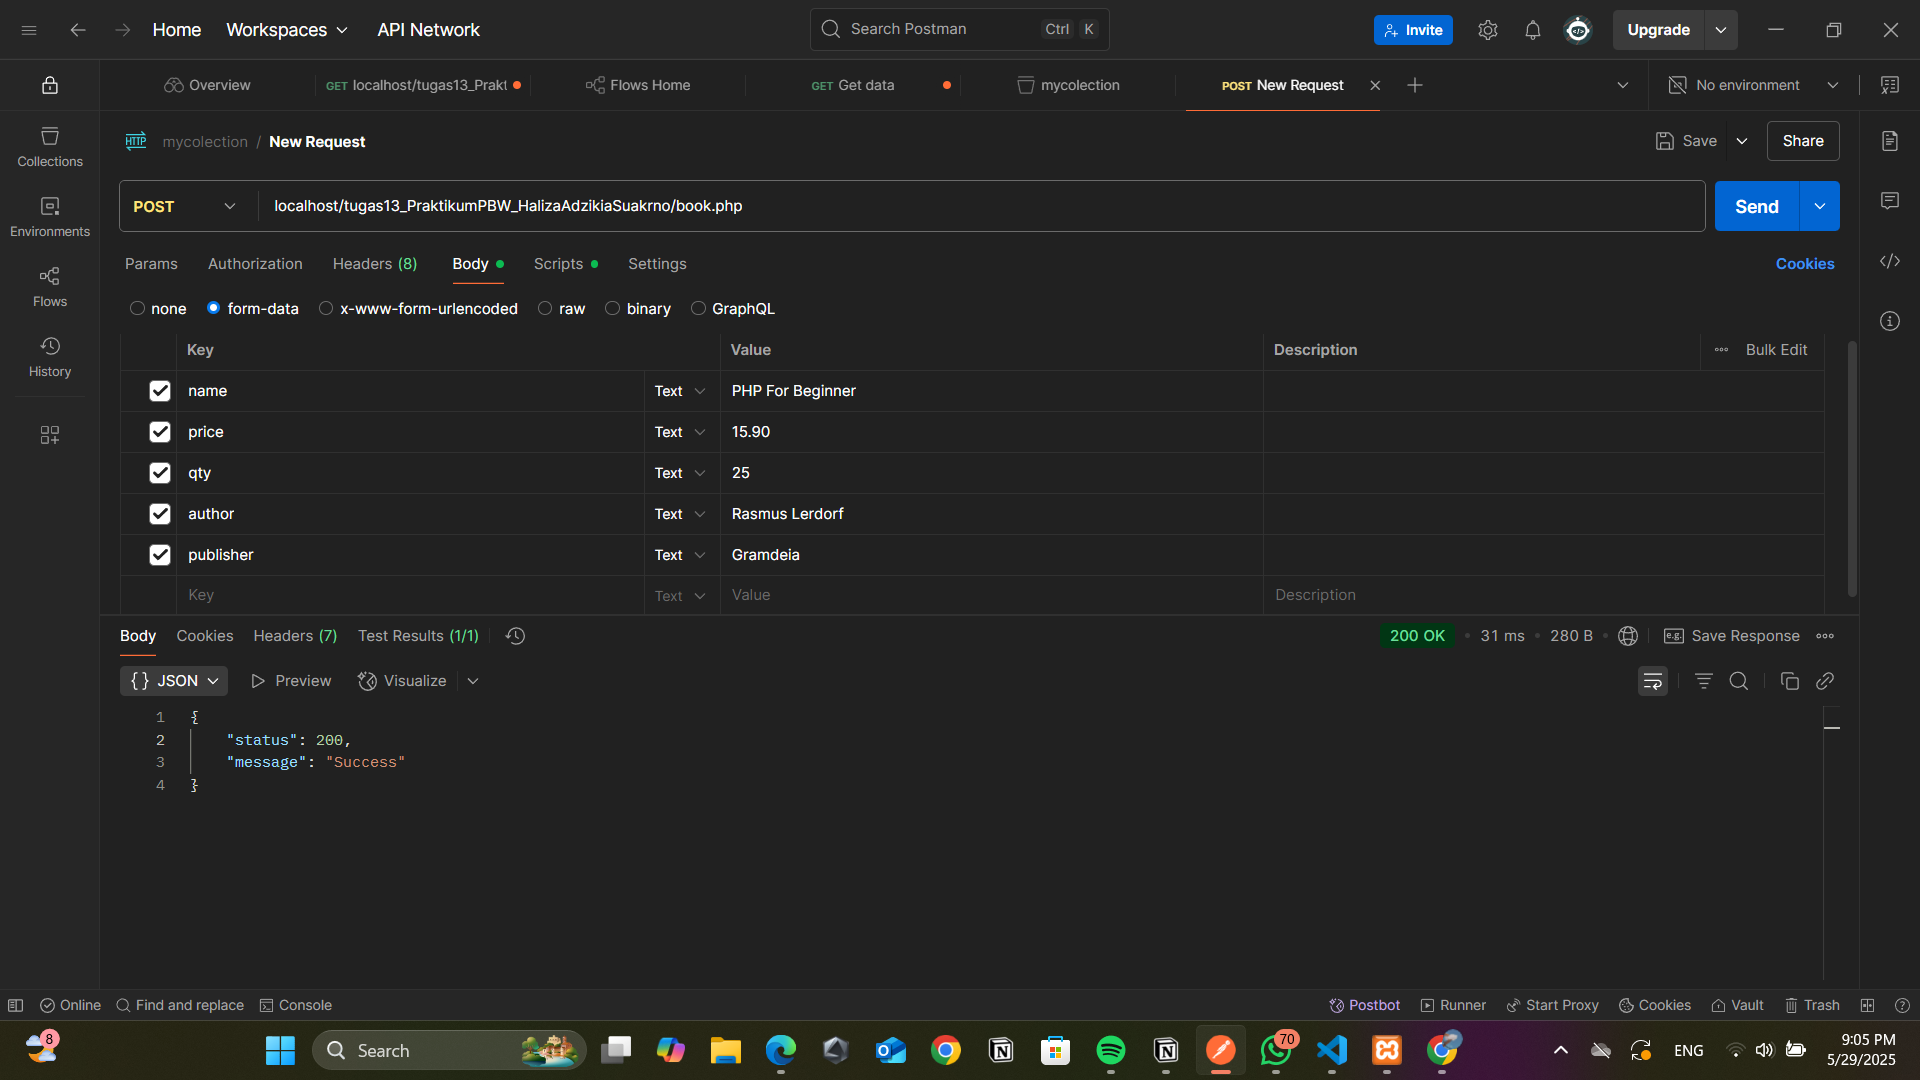 Home Workspaces API Network Search Postman Ctrl K Invite Upgrade
Overview GET localhost/tugas13_Prakt Flows Home GET Get data mycolection POST New Request No environment
HTTP mycolection / New Request Save Share
Collections
Environments
Flows
History
POST localhost/tugas13_PraktikumPBW_HalizaAdzikiaSuakrno/book.php Send
Params Authorization Headers (8) Body Scripts Settings Cookies
none form-data x-www-form-urlencoded raw binary GraphQL
Key Value Description Bulk Edit
name Text PHP For Beginner
price Text 15.90
qty Text 25
author Text Rasmus Lerdorf
publisher Text Gramdeia
Key Text Value Description
Body Cookies Headers (7) Test Results (1/1) 200 OK 31 ms 280 B e.g. Save Response
{} JSON Preview Visualize
1 {
2 "status": 200,
3 "message": "Success"
4 }
Online Find and replace Console Postbot Runner Start Proxy Cookies Vault Trash
8 Search 70 ENG 9:05 PM
5/29/2025